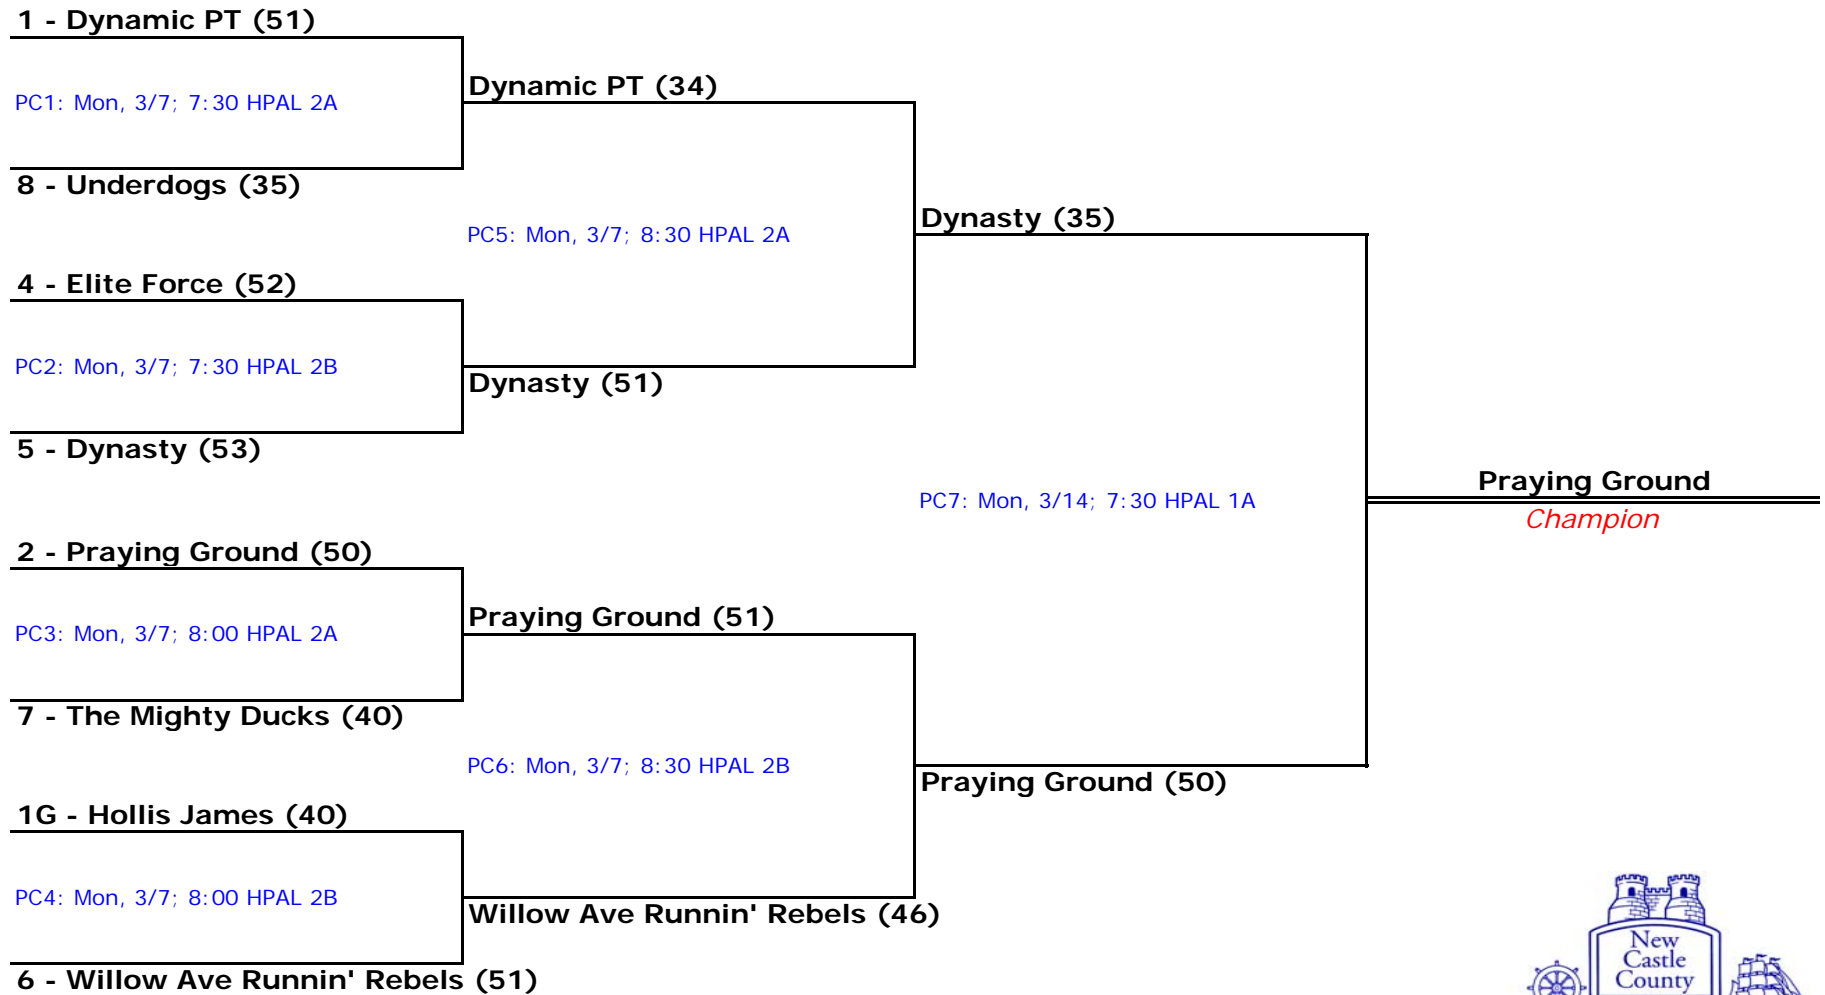 1 - Dynamic PT (51)
PC1: Mon, 3/7; 7:30 HPAL 2A
8 - Underdogs (35)
Dynamic PT (34)
PC5: Mon, 3/7; 8:30 HPAL 2A
4 - Elite Force (52)
PC2: Mon, 3/7; 7:30 HPAL 2B
5 - Dynasty (53)
Dynasty (51)
Dynasty (35)
PC7: Mon, 3/14; 7:30 HPAL 1A
Praying Ground
Champion
2 - Praying Ground (50)
PC3: Mon, 3/7; 8:00 HPAL 2A
7 - The Mighty Ducks (40)
Praying Ground (51)
PC6: Mon, 3/7; 8:30 HPAL 2B
Praying Ground (50)
1G - Hollis James (40)
PC4: Mon, 3/7; 8:00 HPAL 2B
6 - Willow Ave Runnin' Rebels (51)
Willow Ave Runnin' Rebels (46)
New
Castle
County